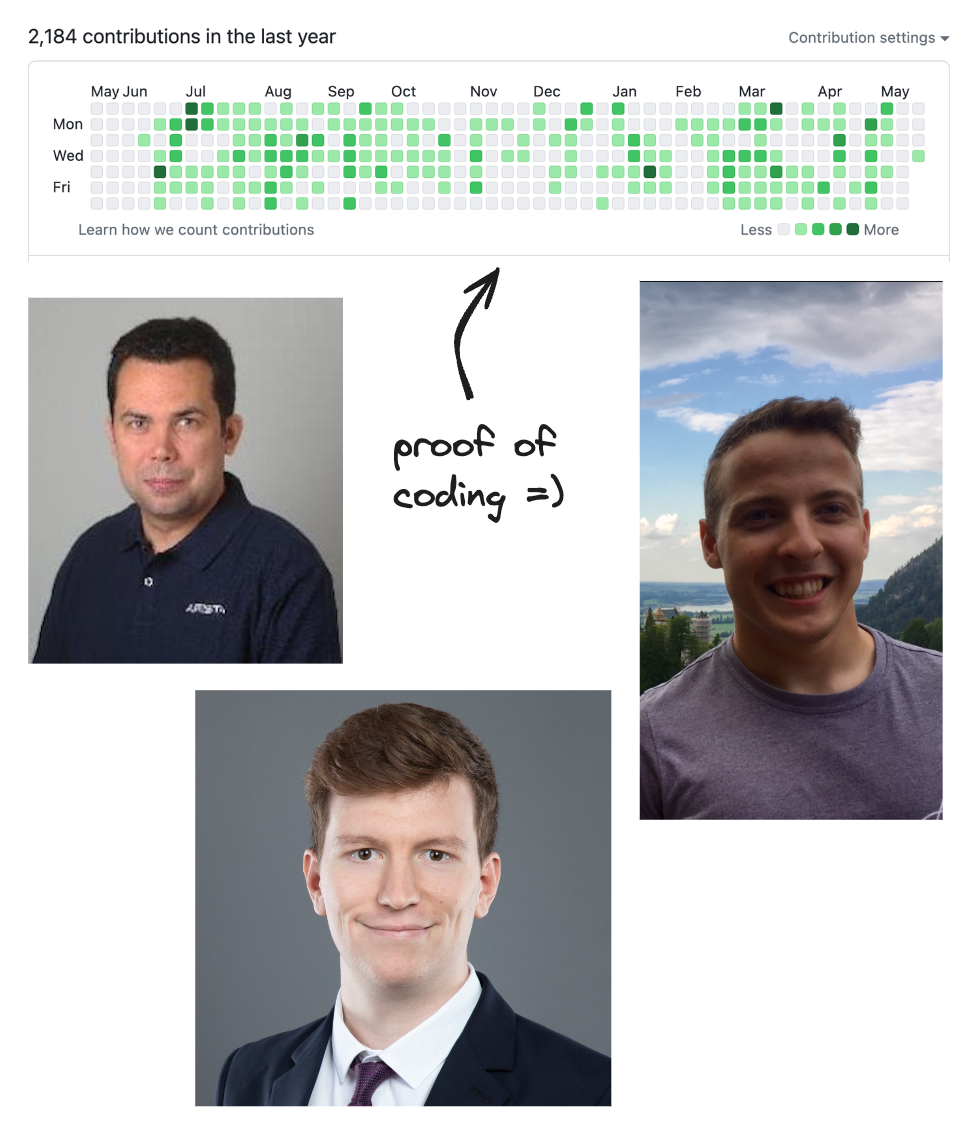 2,184 contributions in the last year
Contribution settings
May Jun Jul Aug Sep Oct Nov Dec Jan Feb Mar Apr May
Mon
Wed
Fri
Learn how we count contributions
Less More
proof of
coding =)